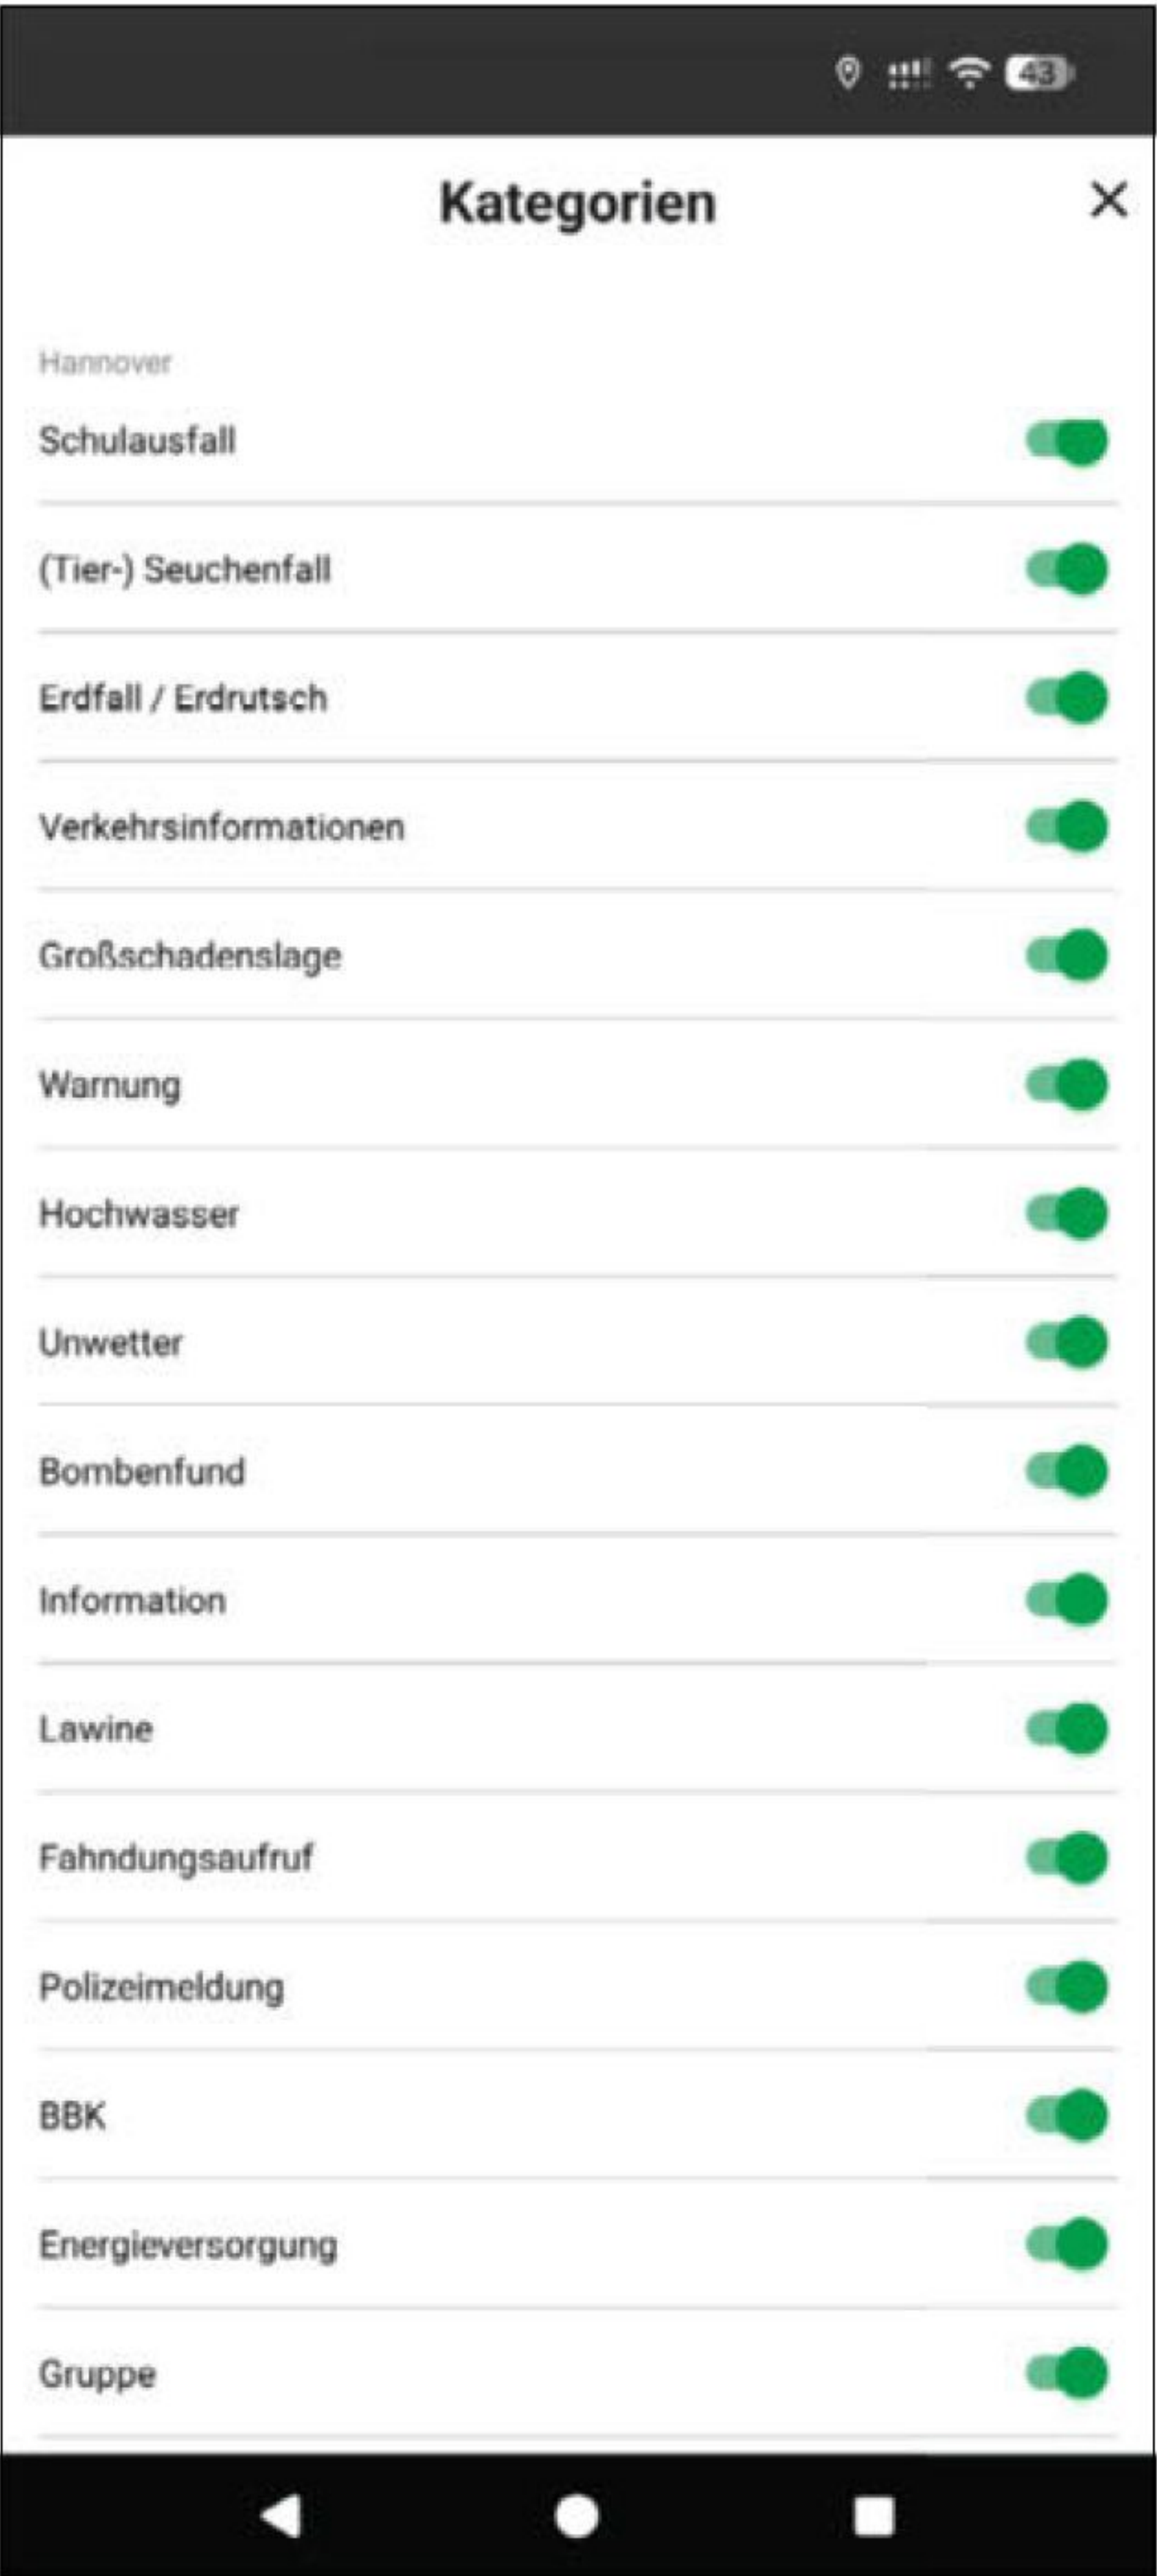 43
Kategorien
Hannover
Schulausfall
(Tier-) Seuchenfall
Erdfall / Erdrutsch
Verkehrsinformationen
Großschadenslage
Warnung
Hochwasser
Unwetter
Bombenfund
Information
Lawine
Fahndungsaufruf
Polizeimeldung
BBK
Energieversorgung
Gruppe